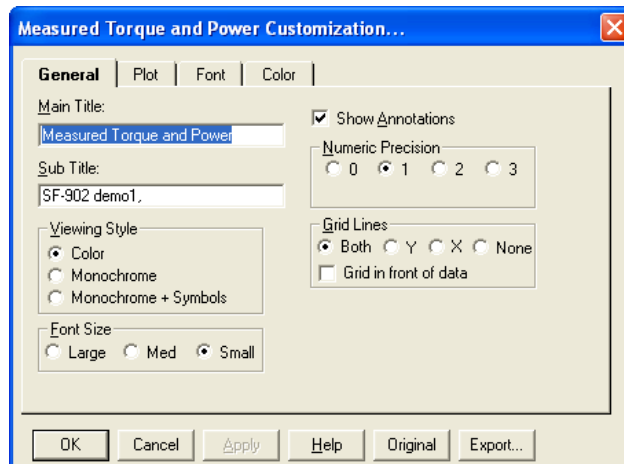 Measured Torque and Power Customization...
General Plot Font Color
Main Title:
Measured Torque and Power
Sub Title:
SF-902 demo1,
Viewing Style
Color
Monochrome
Monochrome + Symbols
Font Size
Large Med Small
Show Annotations
Numeric Precision
0 1 2 3
Grid Lines
Both Y X None
Grid in front of data
OK Cancel Apply Help Original Export...